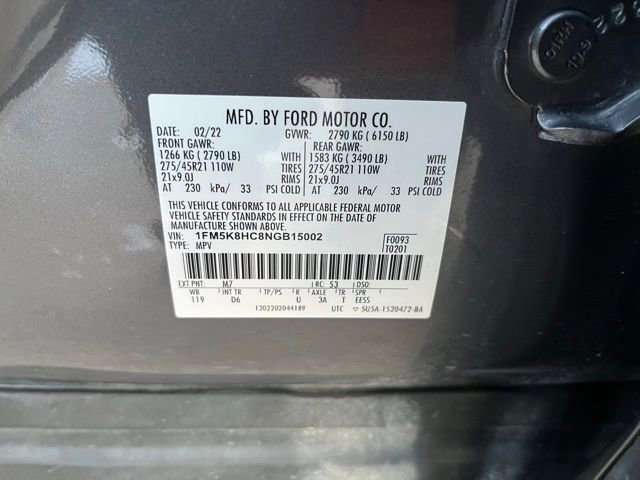 MFD. BY FORD MOTOR CO.
DATE: 02/22 GVWR: 2790 KG ( 6150 LB)
FRONT GAWR: REAR GAWR:
1266 KG ( 2790 LB) WITH 1583 KG ( 3490 LB) WITH
275/45R21 110W TIRES 275/45R21 110W TIRES
21x9.0J RIMS 21x9.0J RIMS
AT 230 kPa/ 33 PSI COLD AT 230 kPa/ 33 PSI COLD
THIS VEHICLE CONFORMS TO ALL APPLICABLE FEDERAL MOTOR
VEHICLE SAFETY STANDARDS IN EFFECT ON THE DATE OF
MANUFACTURE SHOWN ABOVE.
VIN: 1FM5K8HC8NGB15002 F0093
TYPE: MPV T0201
EXT PNT: M7 RC: 53 DSO:
WB INT TR TP/PS R AXLE TR SPR
119 D6 U 3A T EESS
1202202044189 UTC ▽ 5U5A-1520472-BA